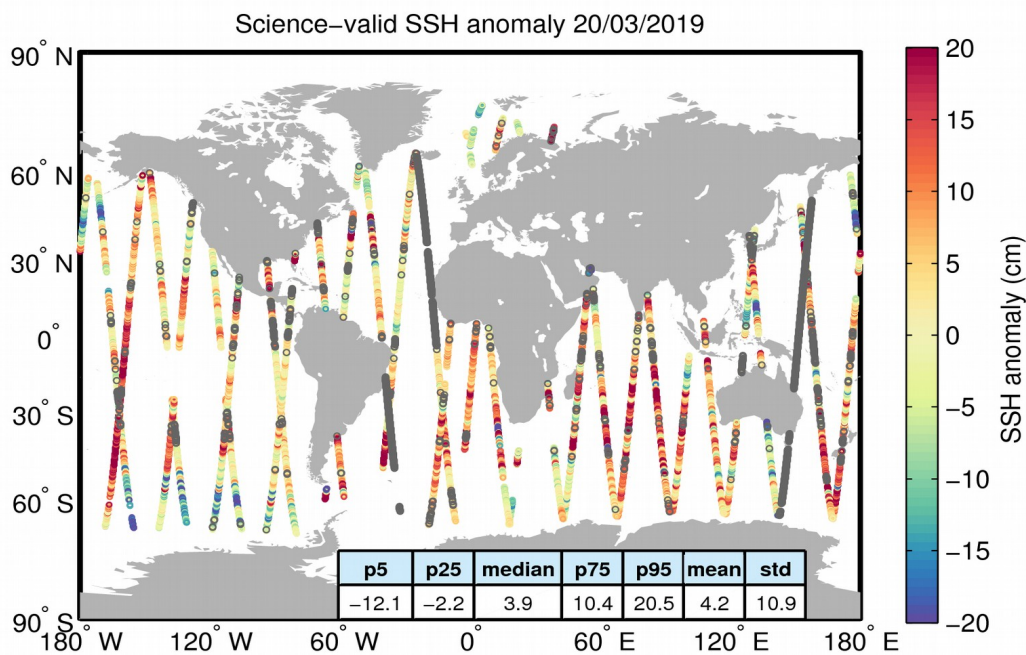 Science−valid SSH anomaly 20/03/2019
90° N
60° N
30° N
0°
30° S
60° S
90° S
180° W 120° W 60° W 0° 60° E 120° E 180° E
p5 p25 median p75 p95 mean std
−12.1 −2.2 3.9 10.4 20.5 4.2 10.9
20
15
10
5
0
−5
−10
−15
−20
SSH anomaly (cm)